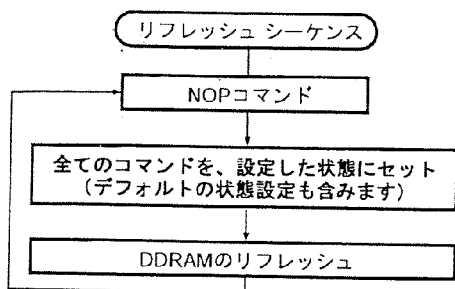 リフレッシュ シーケンス
NOPコマンド
全てのコマンドを、設定した状態にセット
（デフォルトの状態設定も含みます）
DDRAMのリフレッシュ